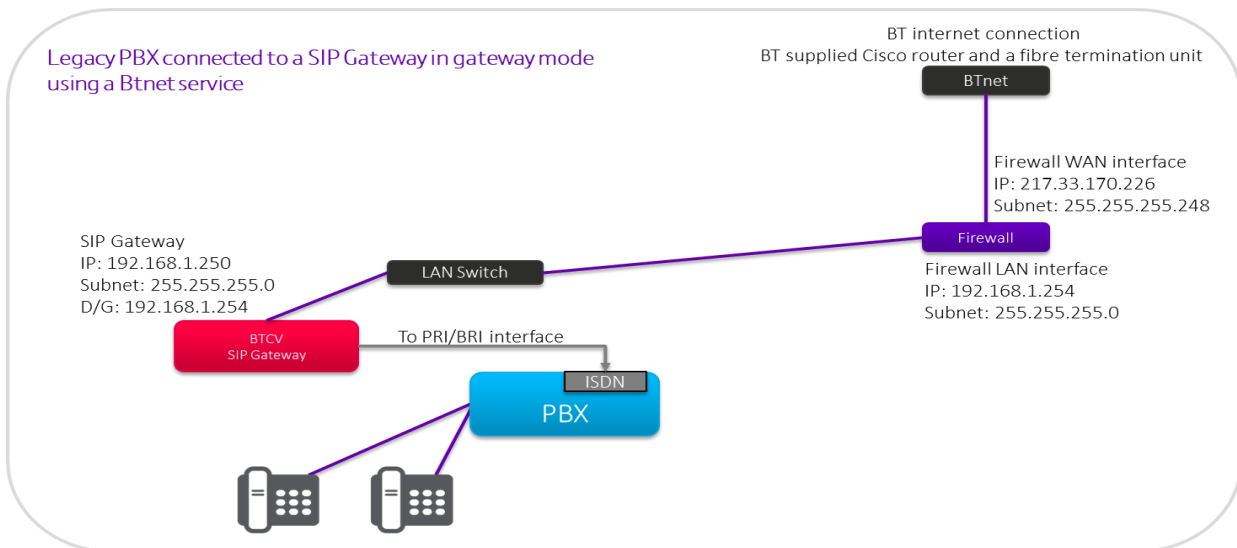 Legacy PBX connected to a SIP Gateway in gateway mode
using a Btnet service
BT internet connection
BT supplied Cisco router and a fibre termination unit
BTnet
Firewall WAN interface
IP: 217.33.170.226
Subnet: 255.255.255.248
Firewall
Firewall LAN interface
IP: 192.168.1.254
Subnet: 255.255.255.0
SIP Gateway
IP: 192.168.1.250
Subnet: 255.255.255.0
D/G: 192.168.1.254
LAN Switch
BTCV
SIP Gateway
To PRI/BRI interface
ISDN
PBX